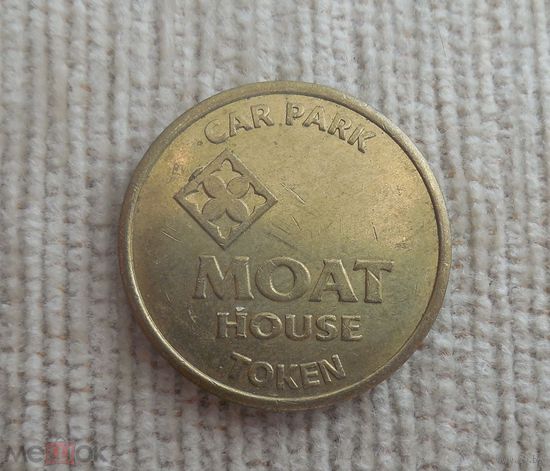 CAR PARK
MOAT
HOUSE
TOKEN
мешок